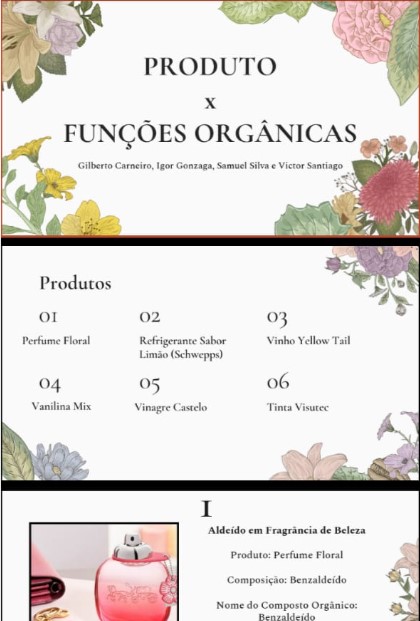 PRODUTO
x
FUNÇÕES ORGÂNICAS
Gilberto Carneiro, Igor Gonzaga, Samuel Silva e Victor Santiago
Produtos
01
02
03
Perfume Floral
Refrigerante Sabor
Limão (Schwepps)
Vinho Yellow Tail
04
05
06
Vanilina Mix
Vinagre Castelo
Tinta Visutec
1
Aldeído em Fragrância de Beleza
Produto: Perfume Floral
Composição: Benzaldeído
Nome do Composto Orgânico:
Benzaldeído